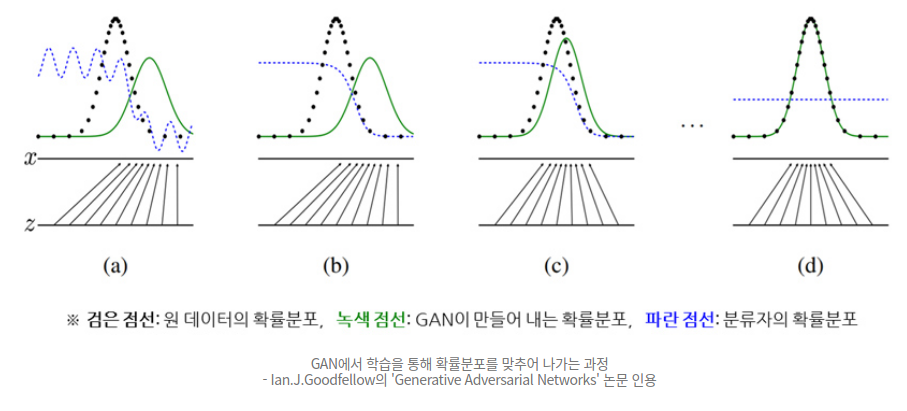 ...
x
z
(a) (b) (c) (d)
※ 검은 점선: 원 데이터의 확률분포, 녹색 점선: GAN이 만들어 내는 확률분포, 파란 점선: 분류자의 확률분포
GAN에서 학습을 통해 확률분포를 맞추어 나가는 과정
- Ian.J.Goodfellow의 'Generative Adversarial Networks' 논문 인용